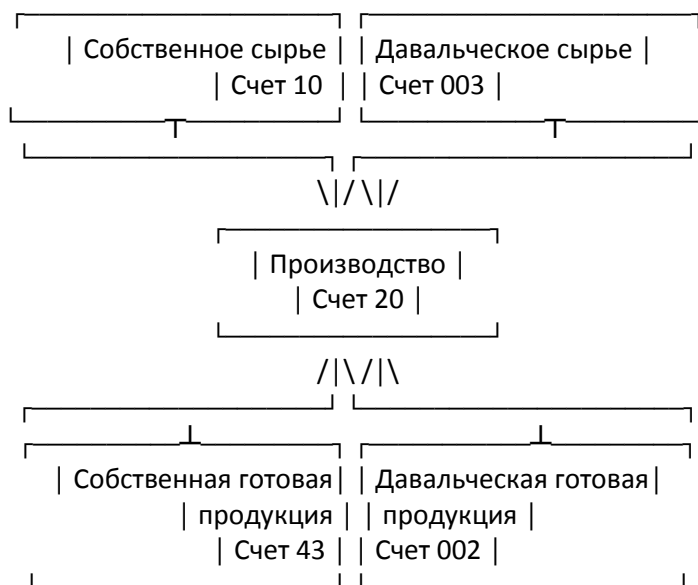 Собственное сырье
Счет 10
Давальческое сырье
Счет 003
Производство
Счет 20
Собственная готовая
продукция
Счет 43
Давальческая готовая
продукция
Счет 002